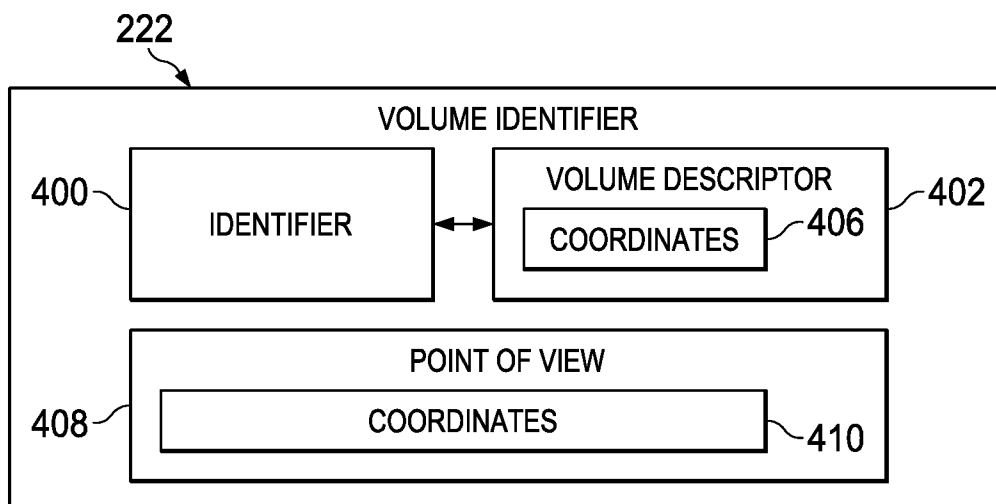 222
VOLUME IDENTIFIER
400
IDENTIFIER
VOLUME DESCRIPTOR
402
COORDINATES
406
POINT OF VIEW
408
COORDINATES
410